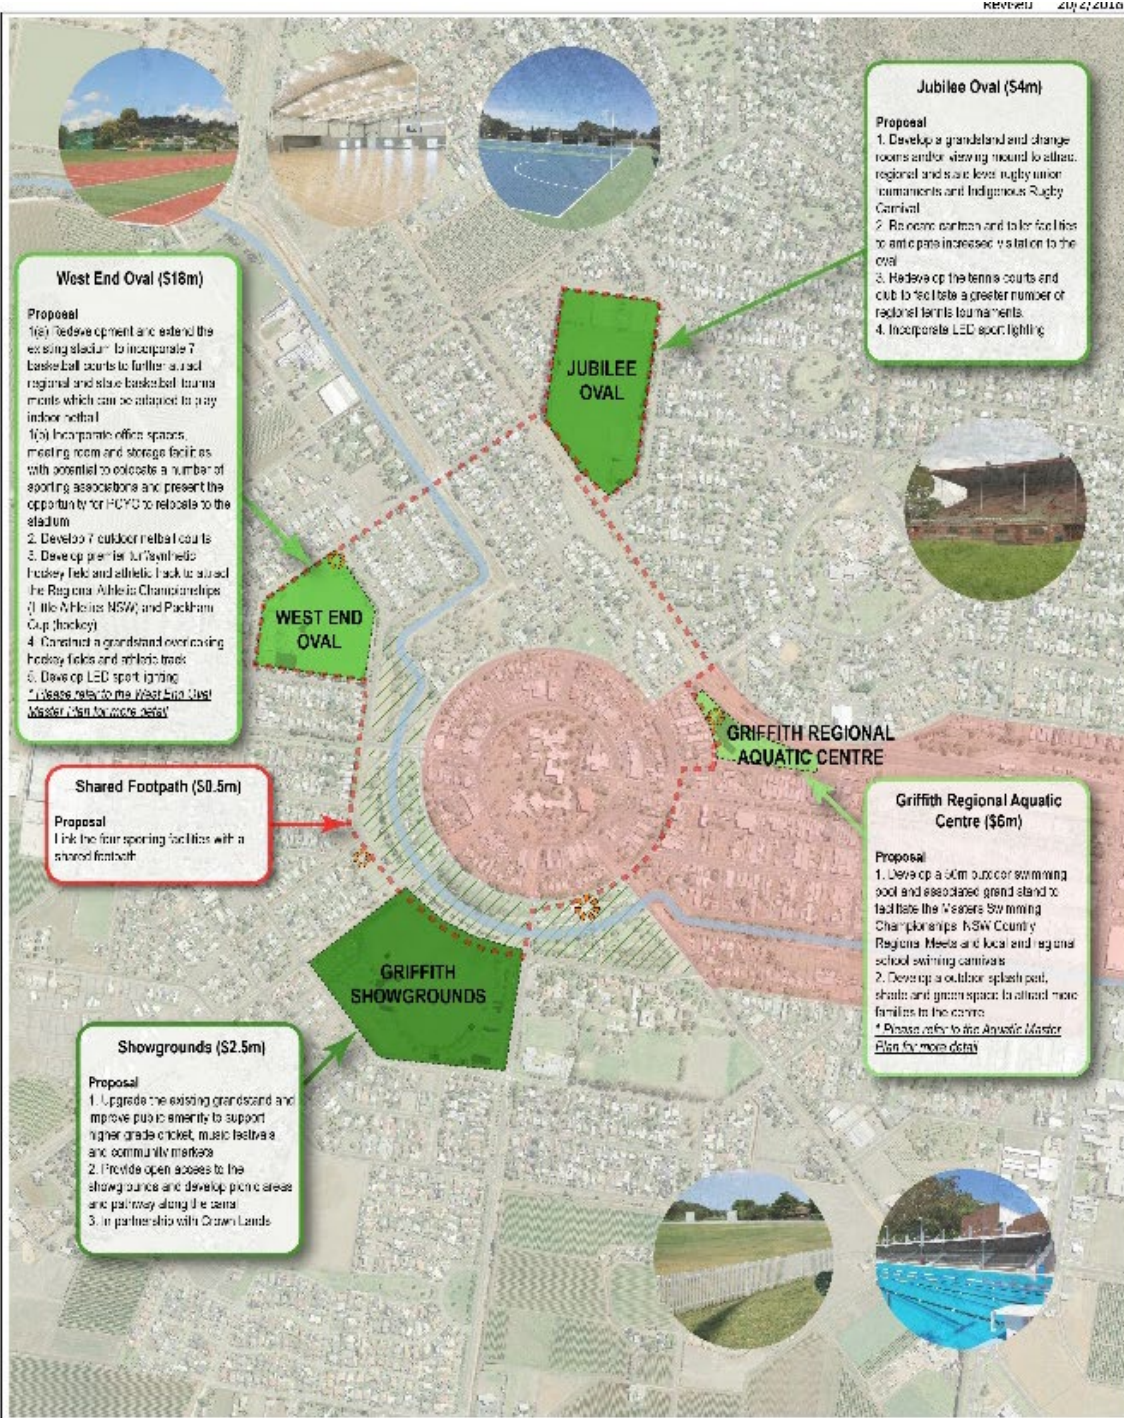 Revised 20/2/2018
Jubilee Oval ($4m)
Proposal
1. Develop a grandstand and change
rooms and/or viewing mound to attract
regional and state level rugby union
tournaments and Indigenous Rugby
Carnival
2. Relocate canteen and toilet facilities
to anticipate increased visitation to the
oval
3. Redevelop the tennis courts and
club to facilitate a greater number of
regional tennis tournaments.
4. Incorporate LED sport lighting
West End Oval ($18m)
Proposal
1(a) Redevelopment and extend the
existing stadium to incorporate 7
basketball courts to further attract
regional and state basketball tourna
ments which can be adapted to play
indoor netball
1(b) Incorporate office spaces,
meeting room and storage facilities
with potential to colocate a number of
sporting associations and present the
opportunity for PCYC to relocate to the
stadium
2. Develop 7 outdoor netball courts
3. Develop premier turf/synthetic
hockey field and athletic track to attract
the Regional Athletic Championships
(Little Athletics NSW) and Packham
Cup (hockey)
4. Construct a grandstand overlooking
hockey fields and athletic track
5. Develop LED sport lighting
* Please refer to the West End Oval
Master Plan for more detail
JUBILEE
OVAL
WEST END
OVAL
GRIFFITH REGIONAL
AQUATIC CENTRE
Shared Footpath ($0.5m)
Proposal
Link the four sporting facilities with a
shared footpath
Griffith Regional Aquatic
Centre ($6m)
Proposal
1. Develop a 50m outdoor swimming
pool and associated grand stand to
facilitate the Masters Swimming
Championships, NSW Country
Regional Meets and local and regional
school swiming carnivals
2. Develop a outdoor splash pad,
shade and green space to attract more
families to the centre
* Please refer to the Aquatic Master
Plan for more detail
GRIFFITH
SHOWGROUNDS
Showgrounds ($2.5m)
Proposal
1. Upgrade the existing grandstand and
improve public amenity to support
higher grade cricket, music festivals
and community markets
2. Provide open access to the
showgrounds and develop picnic areas
and pathway along the canal
3. In partnership with Crown Lands